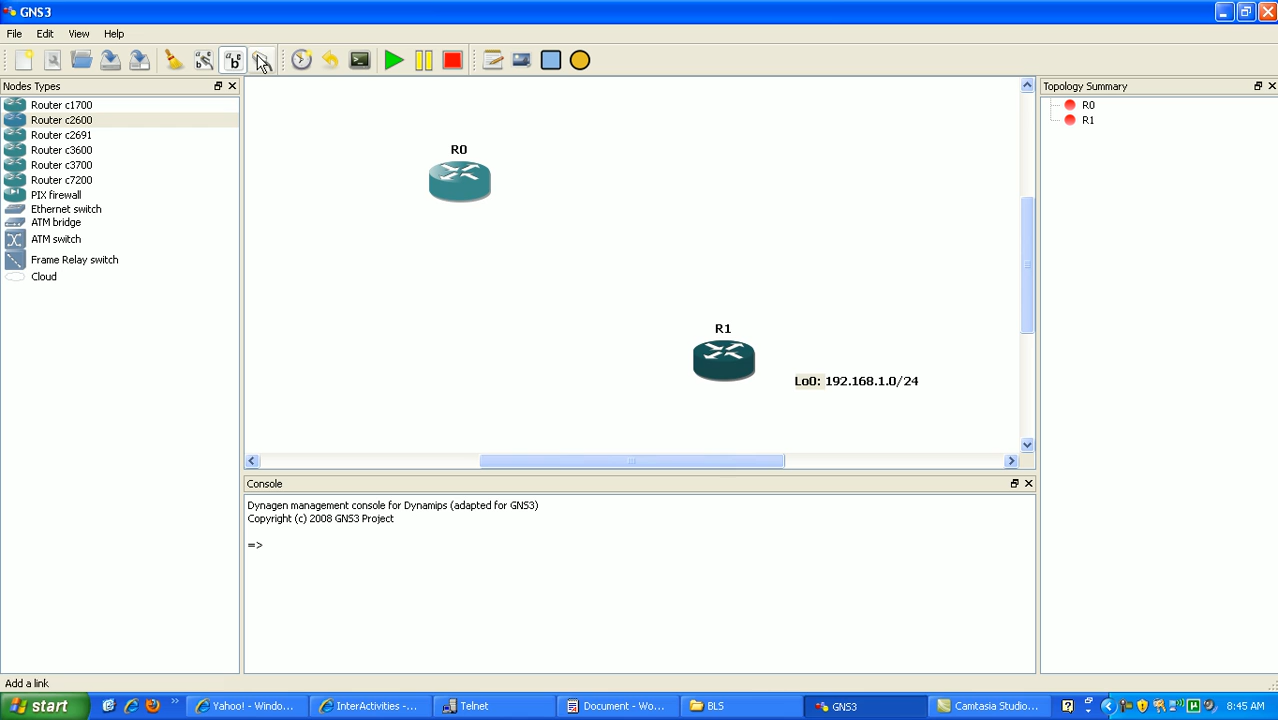 GNS3
File Edit View Help
Nodes Types
Router c1700
Router c2600
Router c2691
Router c3600
Router c3700
Router c7200
PIX firewall
Ethernet switch
ATM bridge
ATM switch
Frame Relay switch
Cloud
R0
R1
Lo0: 192.168.1.0/24
Topology Summary
R0
R1
Console
Dynagen management console for Dynamips (adapted for GNS3)
Copyright (c) 2008 GNS3 Project
=>
Add a link
start
Yahoo! - Windo...
InterActivities - ...
Telnet
Document - Wo...
BLS
GNS3
Camtasia Studio...
8:45 AM